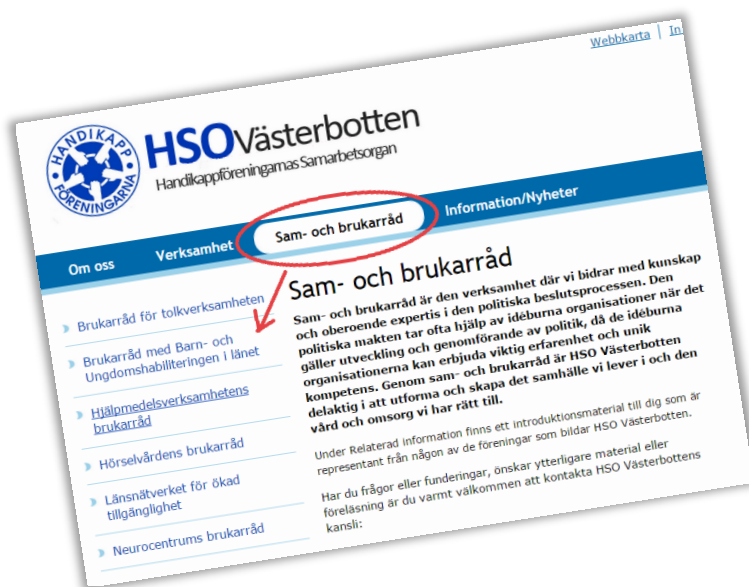 Webbkarta | In
HANDIKAPP
FÖRENINGARNA
HSOVästerbotten
Handikappföreningarnas Samarbetsorgan
Om oss Verksamhet Sam- och brukarråd Information/Nyheter
Brukarråd för tolkverksamheten
Brukarråd med Barn- och
Ungdomshabiliteringen i länet
Hjälpmedelsverksamhetens
brukarråd
Hörselvårdens brukarråd
Länsnätverket för ökad
tillgänglighet
Neurocentrums brukarråd
Sam- och brukarråd
Sam- och brukarråd är den verksamhet där vi bidrar med kunskap
och oberoende expertis i den politiska beslutsprocessen. Den
politiska makten tar ofta hjälp av idéburna organisationer när det
gäller utveckling och genomförande av politik, då de idéburna
organisationerna kan erbjuda viktig erfarenhet och unik
kompetens. Genom sam- och brukarråd är HSO Västerbotten
delaktig i att utforma och skapa det samhälle vi lever i och den
vård och omsorg vi har rätt till.
Under Relaterad information finns ett introduktionsmaterial till dig som är
representant från någon av de föreningar som bildar HSO Västerbotten.
Har du frågor eller funderingar, önskar ytterligare material eller
föreläsning är du varmt välkommen att kontakta HSO Västerbottens
kansli: